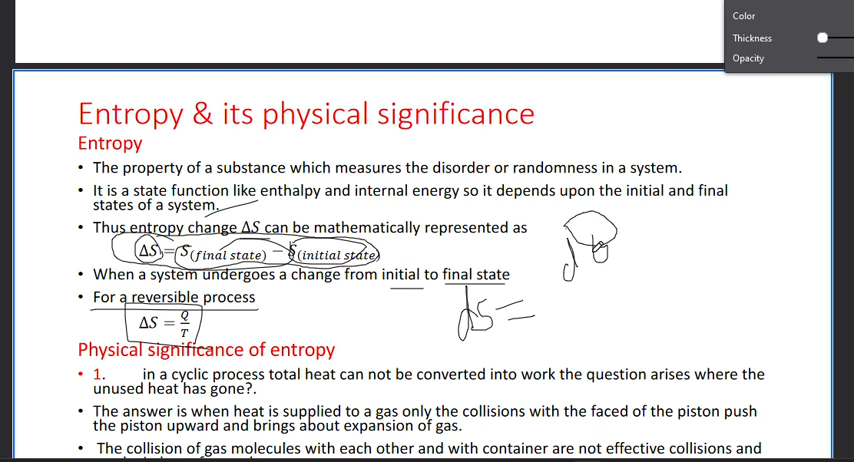 Color
Thickness
Opacity
Entropy & its physical significance
Entropy
• The property of a substance which measures the disorder or randomness in a system.
• It is a state function like enthalpy and internal energy so it depends upon the initial and final
states of a system.
• Thus entropy change ΔS can be mathematically represented as
ΔS = S(final state) − S(initial state)
• When a system undergoes a change from initial to final state
• For a reversible process
dS =
ΔS = Q/T
Physical significance of entropy
• 1. in a cyclic process total heat can not be converted into work the question arises where the
unused heat has gone?.
• The answer is when heat is supplied to a gas only the collisions with the faced of the piston push
the piston upward and brings about expansion of gas.
• The collision of gas molecules with each other and with container are not effective collisions and